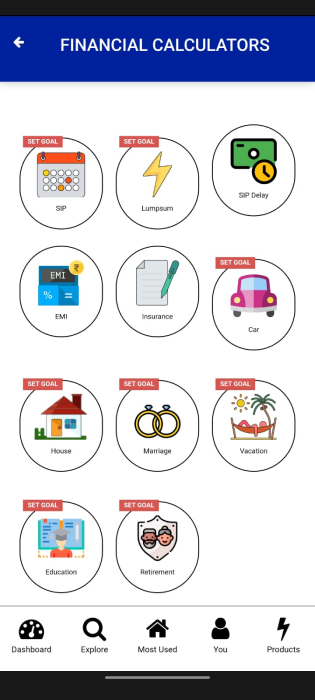 FINANCIAL CALCULATORS
SET GOAL
SIP
SET GOAL
Lumpsum
SIP Delay
EMI
₹
%
=
EMI
Insurance
SET GOAL
Car
SET GOAL
House
SET GOAL
Marriage
SET GOAL
Vacation
SET GOAL
Education
SET GOAL
Retirement
Dashboard
Explore
Most Used
You
Products